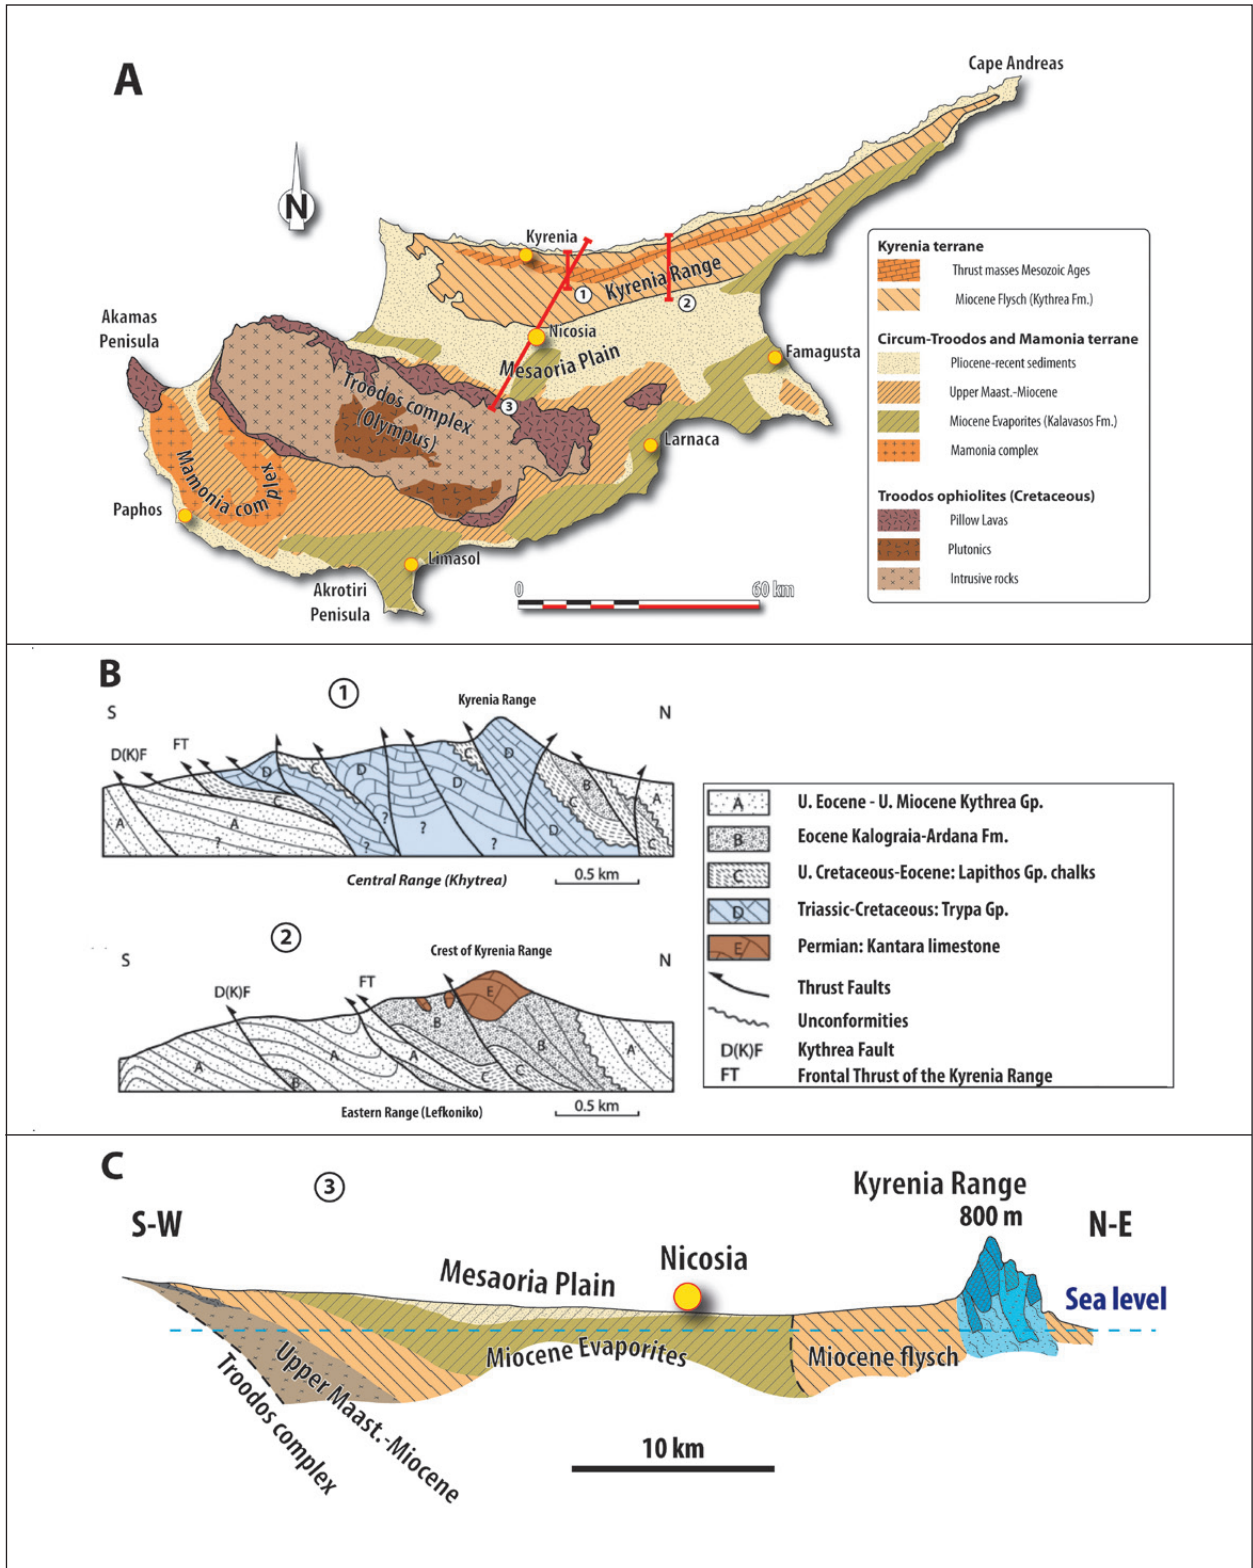 A
Cape Andreas
N
Kyrenia
Kyrenia Range
1
2
Akamas
Penisula
Nicosia
Mesaoria Plain
Famagusta
Troodos complex
(Olympus)
3
Larnaca
Mamonia complex
Paphos
Limasol
Akrotiri
Penisula
0 60 km
Kyrenia terrane
Thrust masses Mesozoic Ages
Miocene Flysch (Kythrea Fm.)
Circum-Troodos and Mamonia terrane
Pliocene-recent sediments
Upper Maast.-Miocene
Miocene Evaporites (Kalavasos Fm.)
Mamonia complex
Troodos ophiolites (Cretaceous)
Pillow Lavas
Plutonics
Intrusive rocks
B
1
S
Kyrenia Range
N
D(K)F
FT
D
C
D
C
D
D
B
C
A
A
A
C
?
?
?
?
?
D
D
C
Central Range (Khytrea)
0.5 km
2
S
Crest of Kyrenia Range
N
D(K)F
FT
E
B
B
A
A
A
A
B
C
C
Eastern Range (Lefkoniko)
0.5 km
A U. Eocene - U. Miocene Kythrea Gp.
B Eocene Kalograia-Ardana Fm.
C U. Cretaceous-Eocene: Lapithos Gp. chalks
D Triassic-Cretaceous: Trypa Gp.
E Permian: Kantara limestone
Thrust Faults
Unconformities
D(K)F Kythrea Fault
FT Frontal Thrust of the Kyrenia Range
C
3
S-W
Kyrenia Range
800 m
N-E
Mesaoria Plain
Nicosia
Sea level
Miocene Evaporites
Miocene flysch
Upper Maast.-Miocene
Troodos complex
10 km